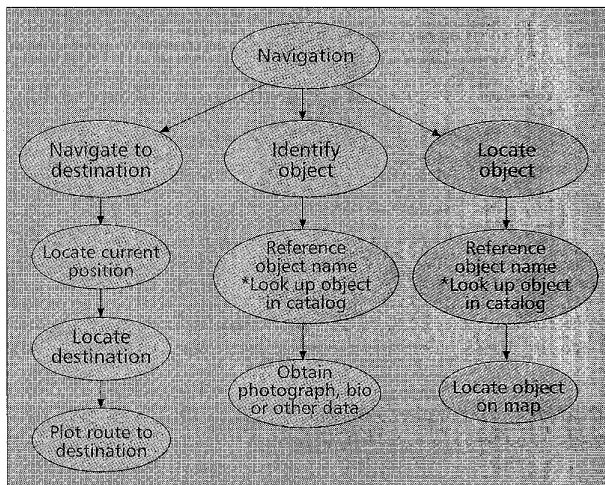 Navigation
Navigate to
destination
Identify
object
Locate
object
Locate current
position
Reference
object name
*Look up object
in catalog
Reference
object name
*Look up object
in catalog
Locate
destination
Obtain
photograph, bio
or other data
Locate object
on map
Plot route to
destination